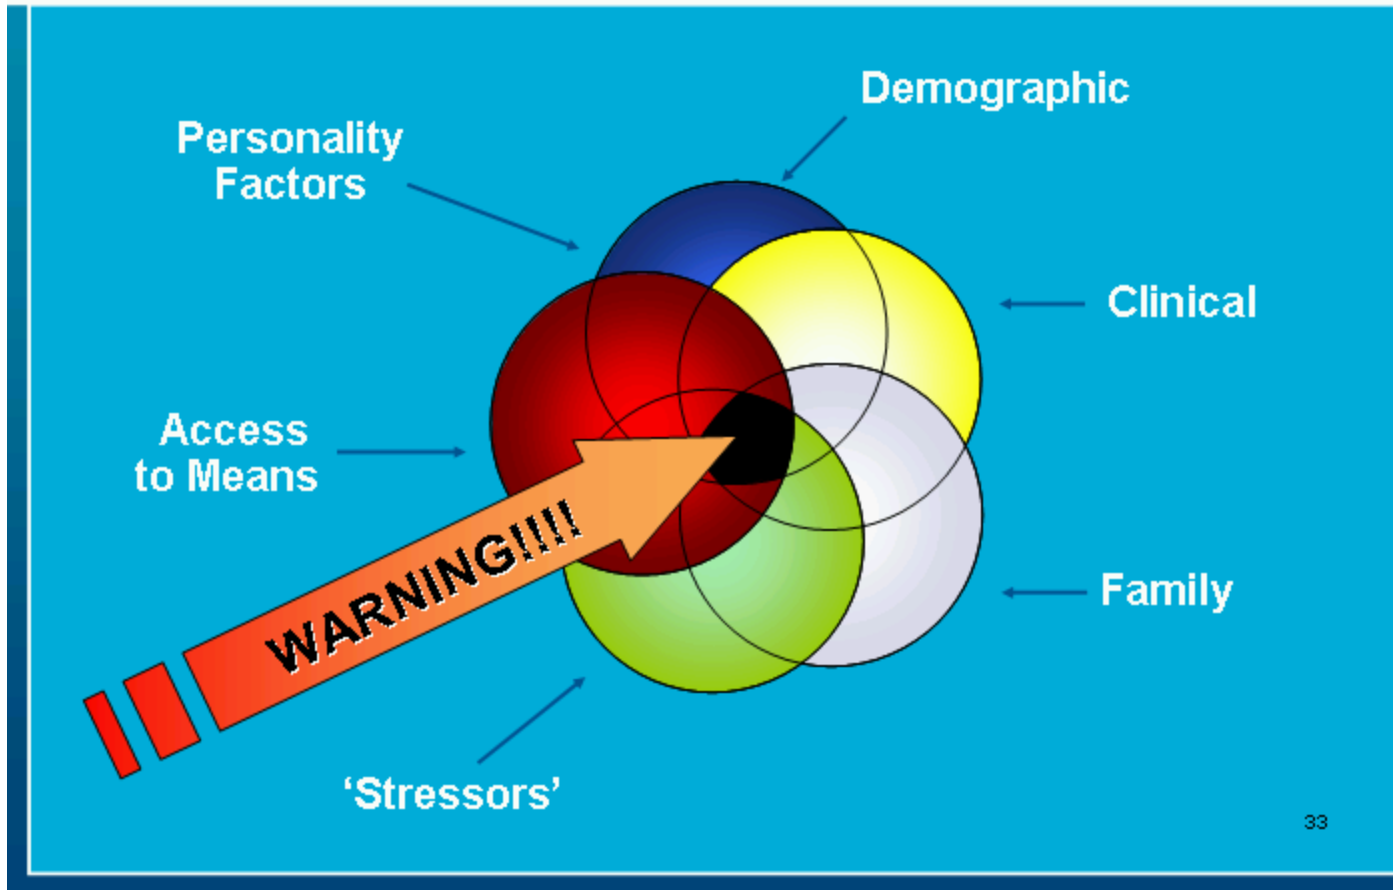 Demographic
Personality
Factors
Clinical
Access
to Means
WARNING!!!!
Family
‘Stressors’
33